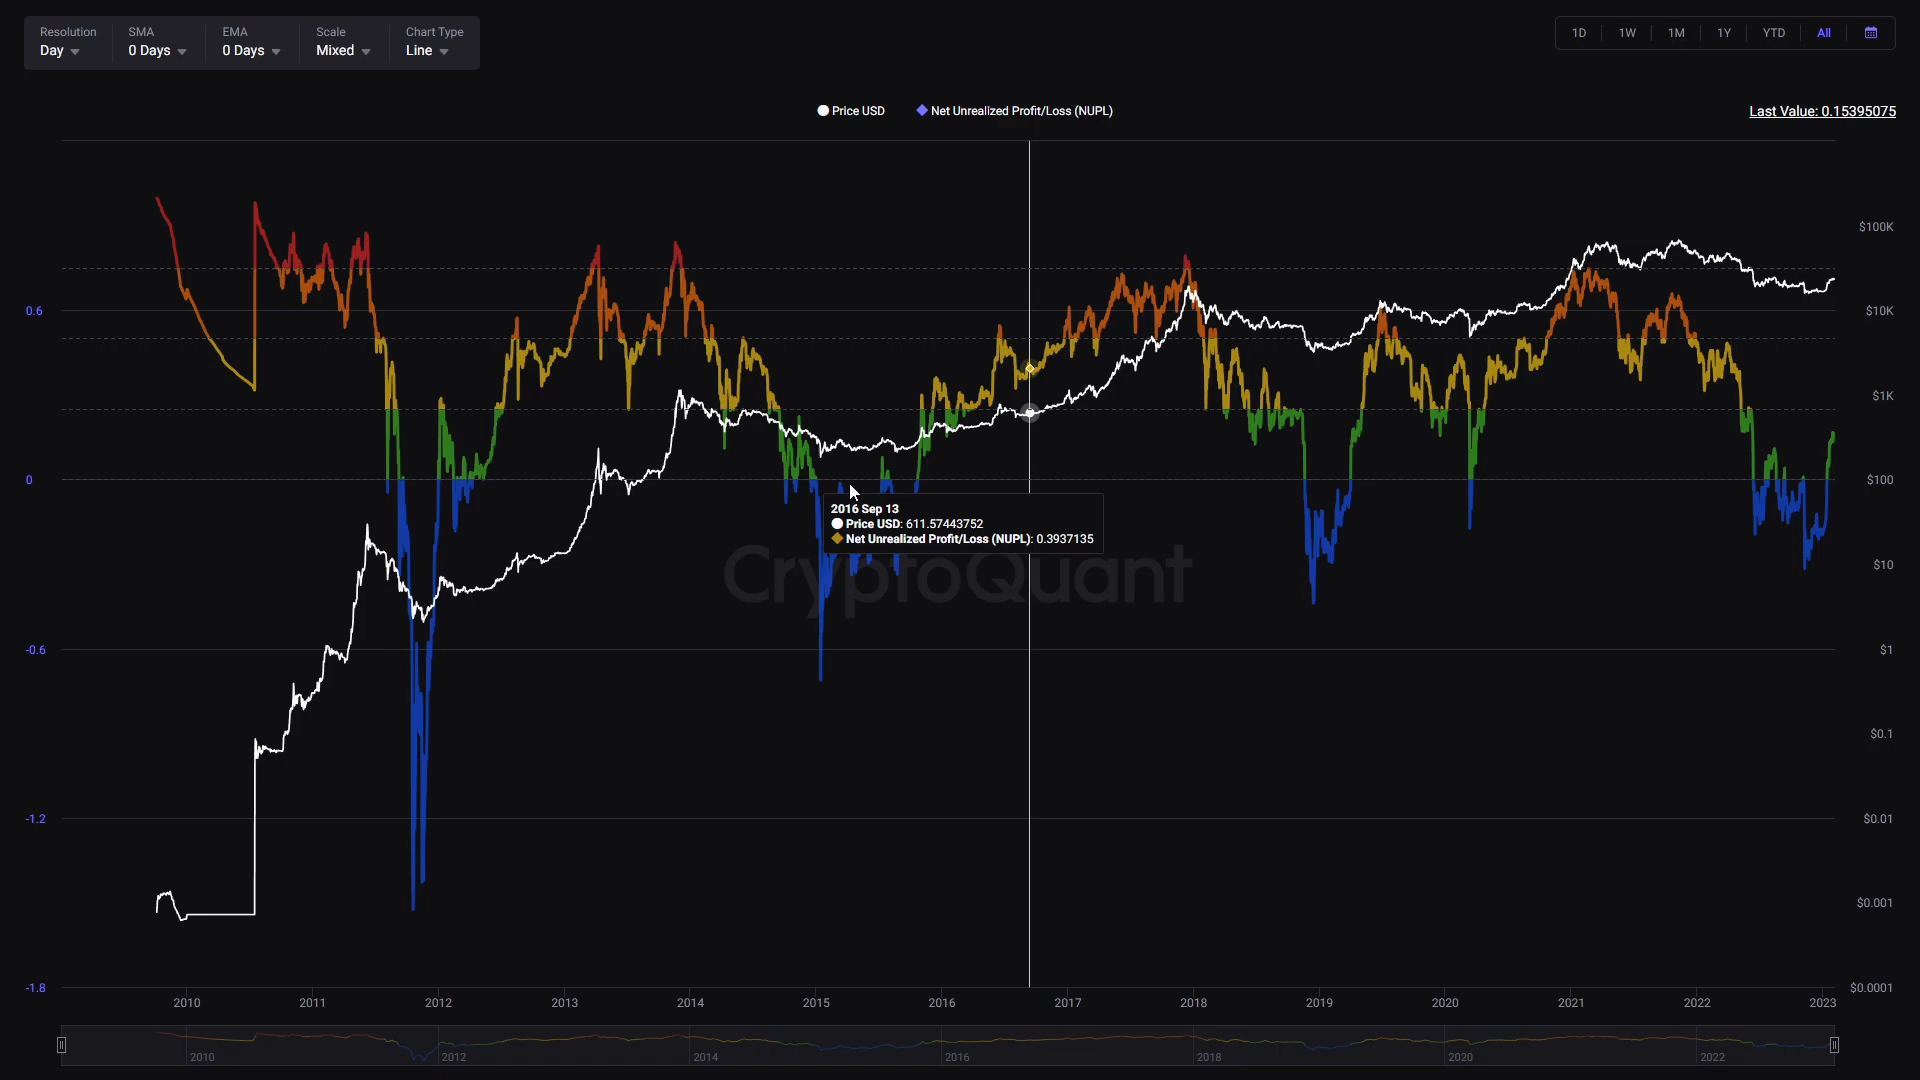 Resolution SMA EMA Scale Chart Type
Day 0 Days 0 Days Mixed Line
1D 1W 1M 1Y YTD All
Price USD Net Unrealized Profit/Loss (NUPL)
Last Value: 0.15395075
0.6
0
-0.6
-1.2
-1.8
$100K
$10K
$1K
$100
$10
$1
$0.1
$0.01
$0.001
$0.0001
2016 Sep 13
Price USD: 611.57443752
Net Unrealized Profit/Loss (NUPL): 0.3937135
CryptoQuant
2010 2011 2012 2013 2014 2015 2016 2017 2018 2019 2020 2021 2022 2023
2010 2012 2014 2016 2018 2020 2022